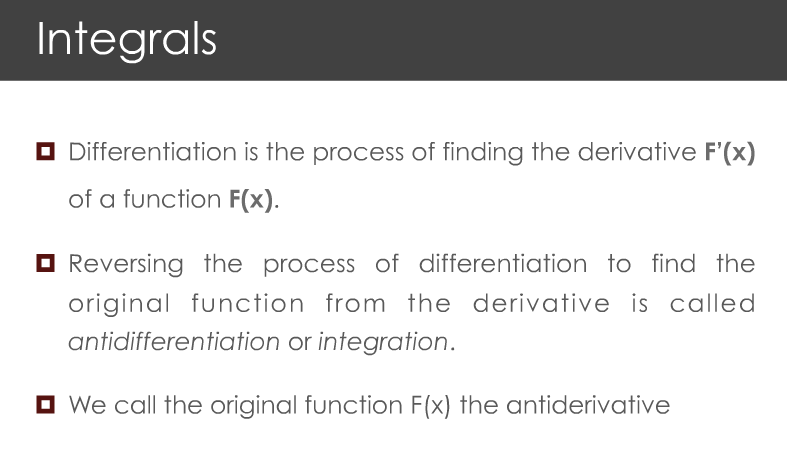 Integrals
Differentiation is the process of finding the derivative F’(x)
of a function F(x).
Reversing the process of differentiation to find the
original function from the derivative is called
antidifferentiation or integration.
We call the original function F(x) the antiderivative